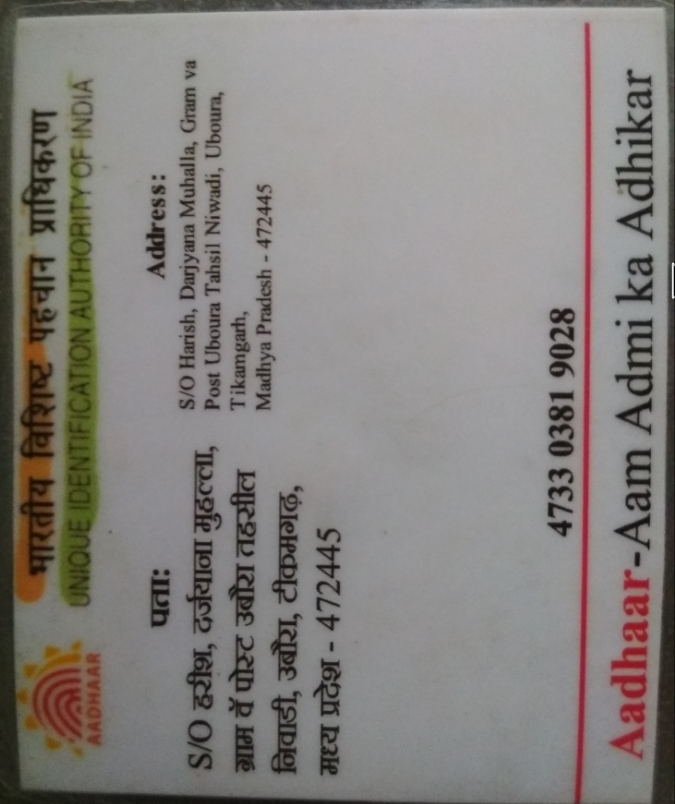 भारतीय विशिष्ट पहचान प्राधिकरण
UNIQUE IDENTIFICATION AUTHORITY OF INDIA
AADHAAR
पता:
S/O हरीश, दर्जयाना मुहल्ला,
ग्राम वॅ पोस्ट उबौरा तहसील
निवाडी, उबौरा, टीकमगढ़,
मध्य प्रदेश - 472445
Address:
S/O Harish, Darjyana Muhalla, Gram va
Post Uboura Tahsil Niwadi, Uboura,
Tikamgarh,
Madhya Pradesh - 472445
4733 0381 9028
Aadhaar-Aam Admi ka Adhikar